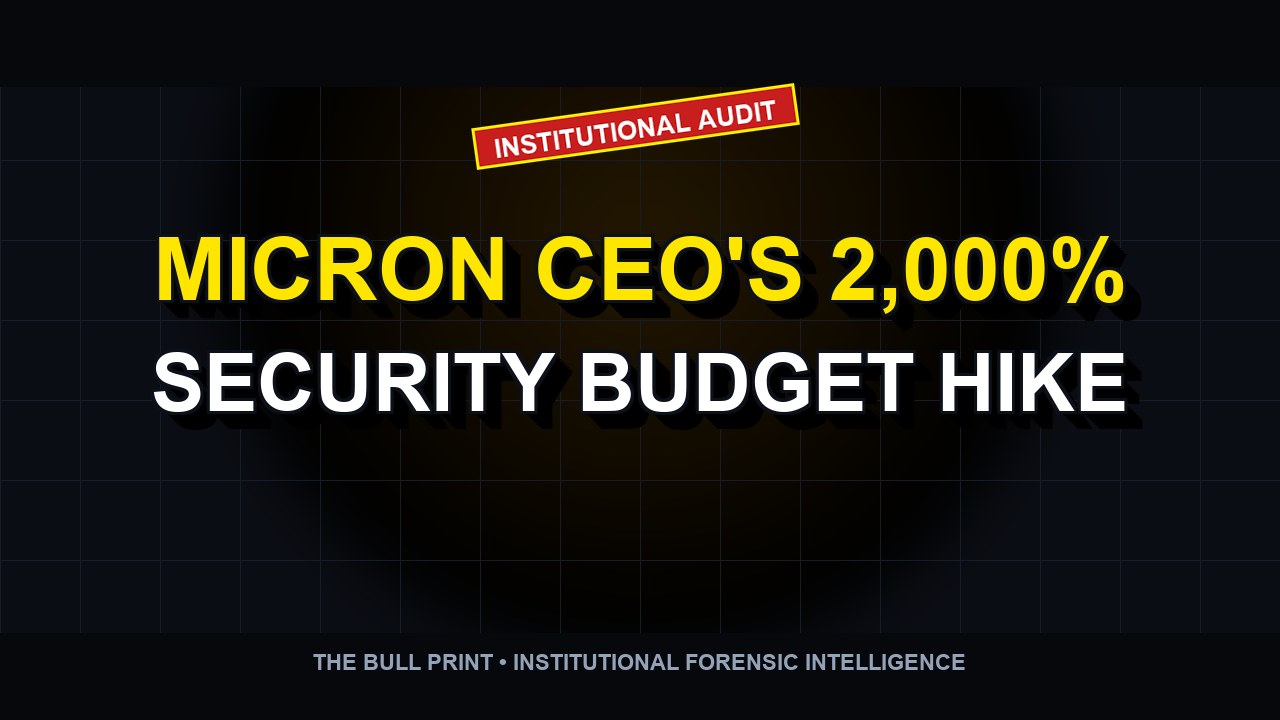 INSTITUTIONAL AUDIT
MICRON CEO'S 2,000%
SECURITY BUDGET HIKE
THE BULL PRINT • INSTITUTIONAL FORENSIC INTELLIGENCE